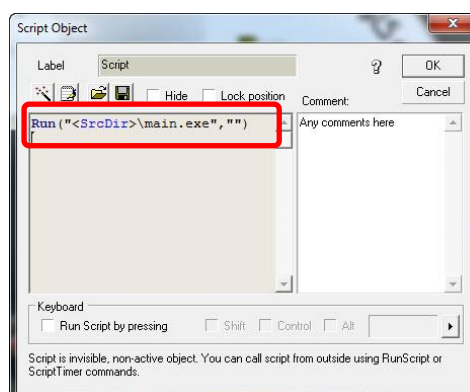 Script Object
Label Script ? OK
Hide Lock position Comment: Cancel
Run("<SrcDir>\main.exe","") Any comments here
Keyboard
Run Script by pressing Shift Control Alt
Script is invisible, non-active object. You can call script from outside using RunScript or
ScriptTimer commands.